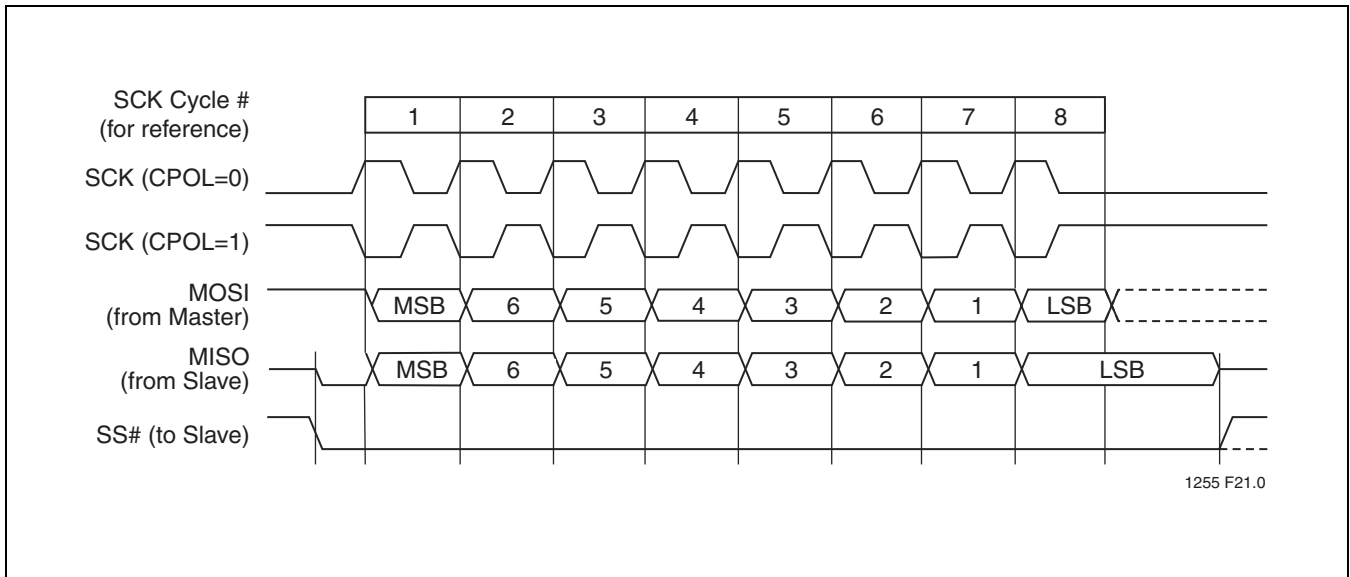 SCK Cycle #
(for reference)
1 2 3 4 5 6 7 8
SCK (CPOL=0)
SCK (CPOL=1)
MOSI
(from Master)
MSB 6 5 4 3 2 1 LSB
MISO
(from Slave)
MSB 6 5 4 3 2 1 LSB
SS# (to Slave)
1255 F21.0